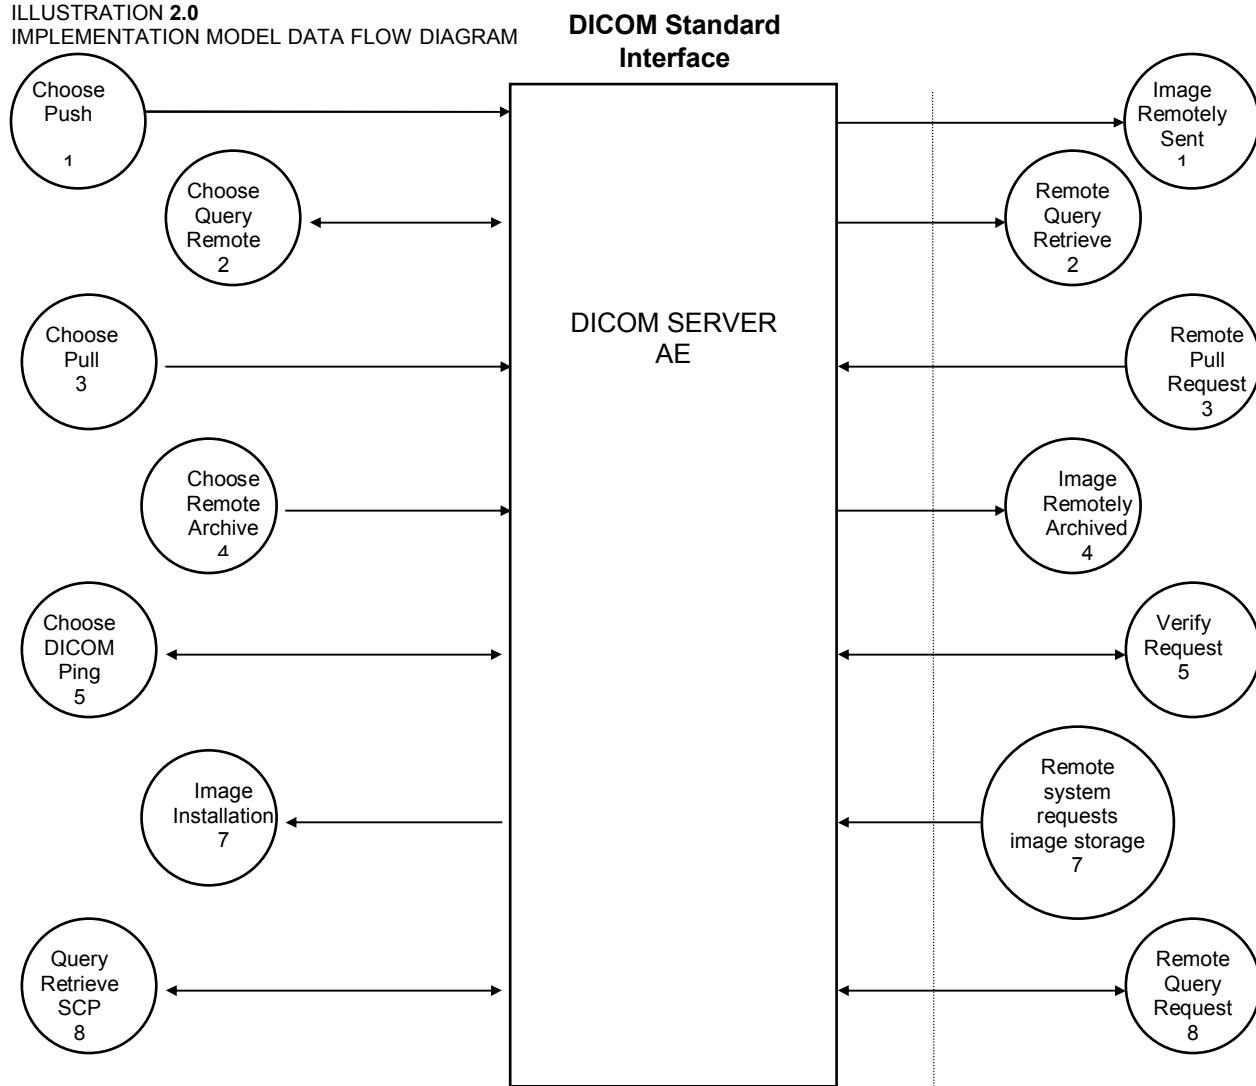 ILLUSTRATION 2.0
IMPLEMENTATION MODEL DATA FLOW DIAGRAM
DICOM Standard
Interface
Choose
Push
1
Image
Remotely
Sent
1
Choose
Query
Remote
2
Remote
Query
Retrieve
2
DICOM SERVER
AE
Choose
Pull
3
Remote
Pull
Request
3
Choose
Remote
Archive
4
Image
Remotely
Archived
4
Choose
DICOM
Ping
5
Verify
Request
5
Image
Installation
7
Remote
system
requests
image storage
7
Query
Retrieve
SCP
8
Remote
Query
Request
8